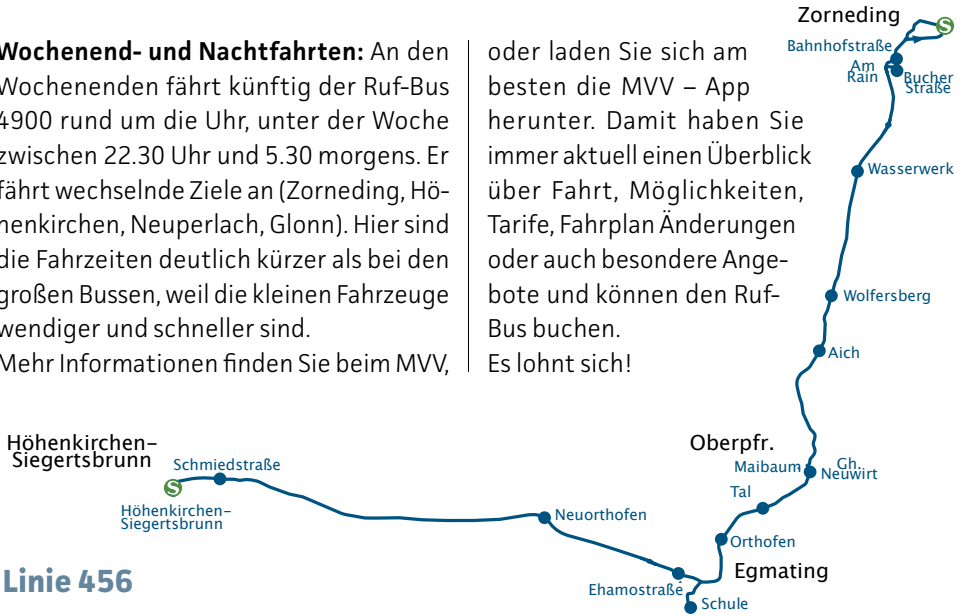 Wochenend- und Nachtfahrten: An den
Wochenenden fährt künftig der Ruf-Bus
4900 rund um die Uhr, unter der Woche
zwischen 22.30 Uhr und 5.30 morgens. Er
fährt wechselnde Ziele an (Zorneding, Hö-
henkirchen, Neuperlach, Glonn). Hier sind
die Fahrzeiten deutlich kürzer als bei den
großen Bussen, weil die kleinen Fahrzeuge
wendiger und schneller sind.
Mehr Informationen finden Sie beim MVV,
oder laden Sie sich am
besten die MVV – App
herunter. Damit haben Sie
immer aktuell einen Überblick
über Fahrt, Möglichkeiten,
Tarife, Fahrplan Änderungen
oder auch besondere Ange-
bote und können den Ruf-
Bus buchen.
Es lohnt sich!
Zorneding
S
Bahnhofstraße
Am
Rain
Bucher
Straße
Wasserwerk
Wolfersberg
Aich
Oberpfr.
Maibaum
Gh.
Neuwirt
Tal
Orthofen
Egmating
Ehamostraße
Schule
Neuorthofen
Höhenkirchen-
Siegertsbrunn
Schmiedstraße
S
Höhenkirchen-
Siegertsbrunn
Linie 456